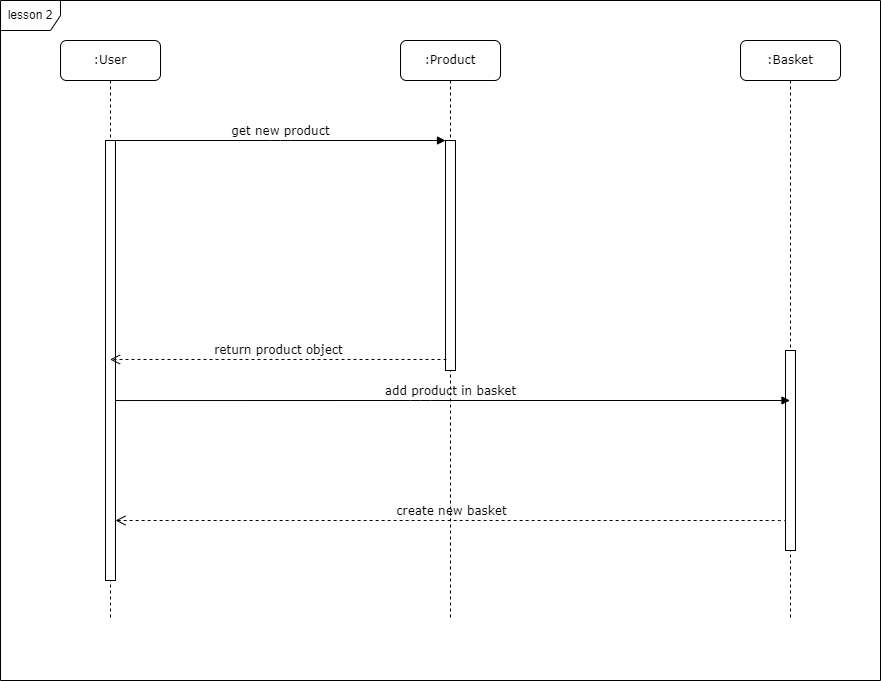 lesson 2
:User
:Product
:Basket
get new product
return product object
add product in basket
create new basket